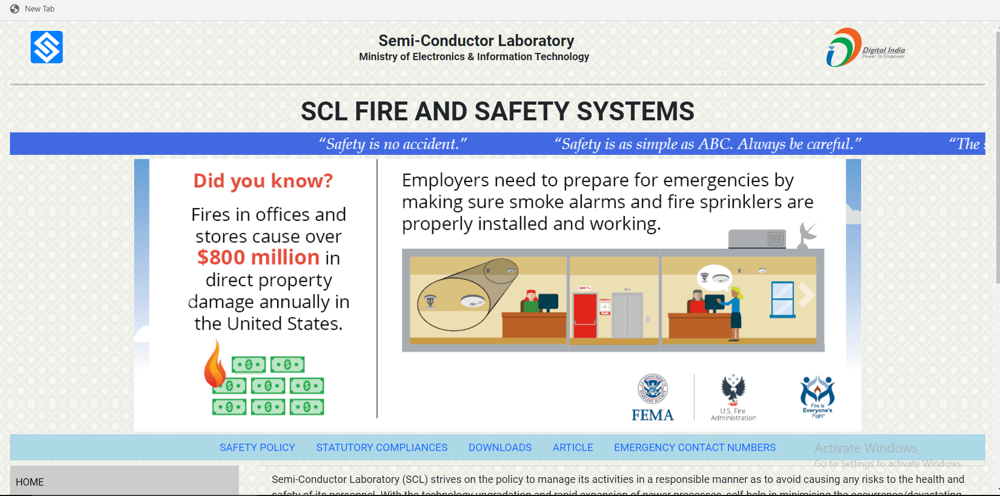 New Tab
Semi-Conductor Laboratory
Ministry of Electronics & Information Technology
Digital India
Power To Empower
SCL FIRE AND SAFETY SYSTEMS
“Safety is no accident.” “Safety is as simple as ABC. Always be careful.” “The
Did you know?
Fires in offices and
stores cause over
$800 million in
direct property
damage annually in
the United States.
Employers need to prepare for emergencies by
making sure smoke alarms and fire sprinklers are
properly installed and working.
EXIT
ESCAPE
PLAN
U.S. DEPARTMENT OF
HOMELAND SECURITY
FEMA
U.S. Fire
Administration
Fire is
Everyone's
Fight
SAFETY POLICY STATUTORY COMPLIANCES DOWNLOADS ARTICLE EMERGENCY CONTACT NUMBERS
Activate Windows
Go to Settings to activate Windows.
HOME
Semi-Conductor Laboratory (SCL) strives on the policy to manage its activities in a responsible manner as to avoid causing any risks to the health and
safety of its personnel. With the technology upgradation and rapid expansion of newer processes, self help in minimising the occurrence/devastating